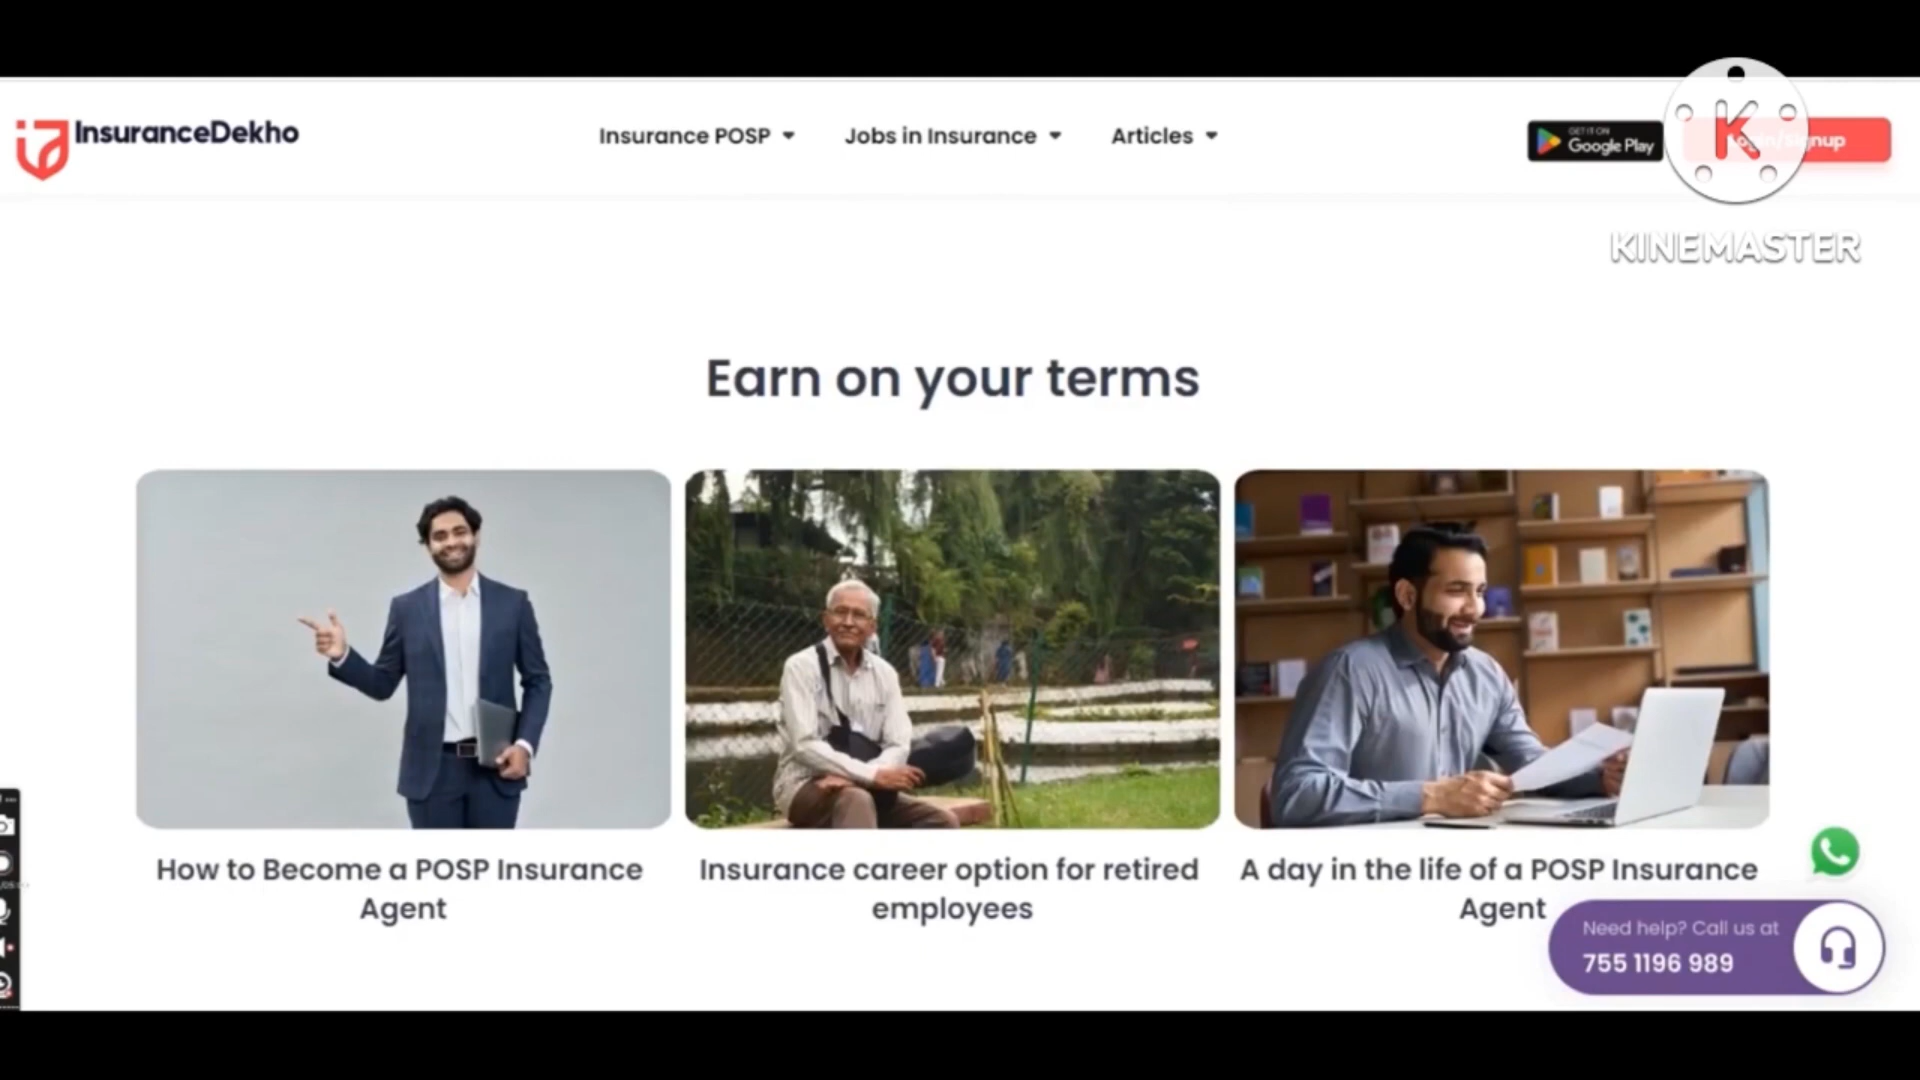 InsuranceDekho
Insurance POSP
Jobs in Insurance
Articles
GET IT ON
Google Play
Login/Signup
K
KINEMASTER
Earn on your terms
How to Become a POSP Insurance
Agent
Insurance career option for retired
employees
A day in the life of a POSP Insurance
Agent
Need help? Call us at
755 1196 989